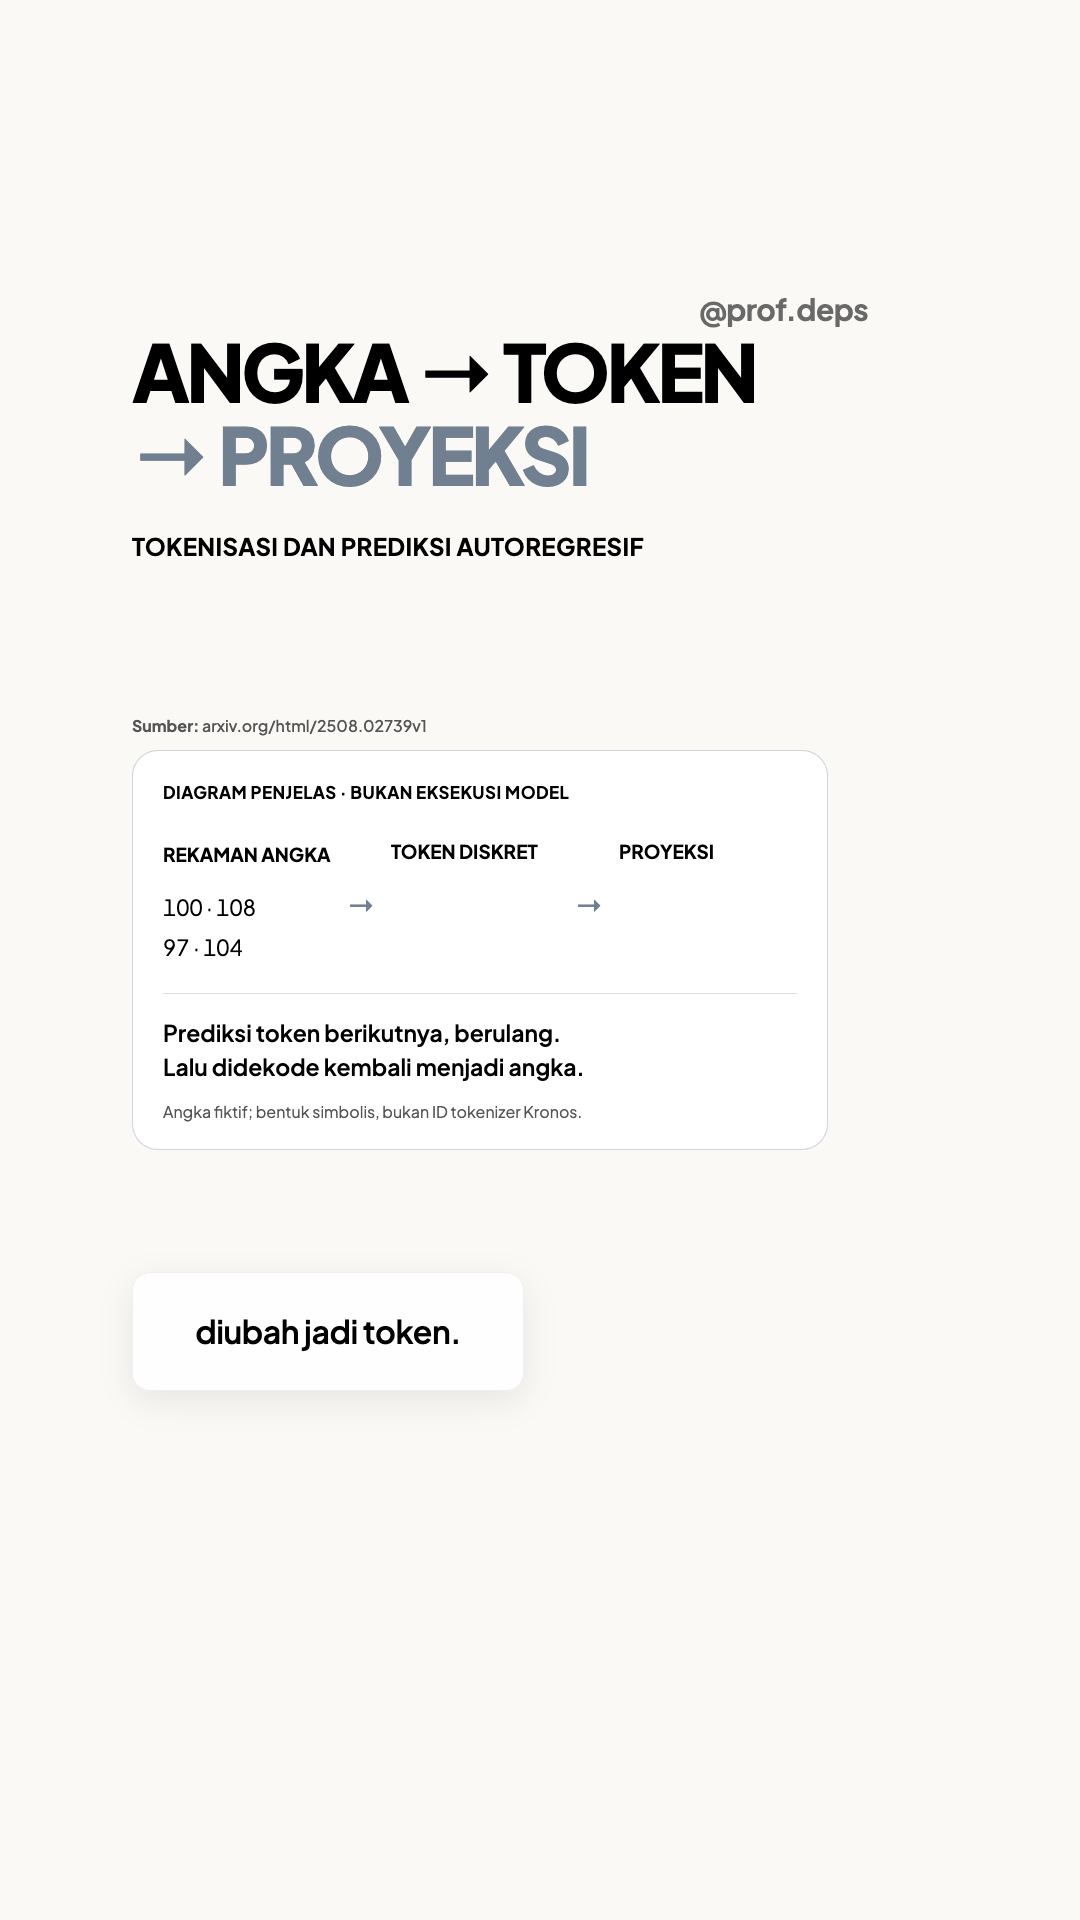 @prof.deps
ANGKA → TOKEN
→ PROYEKSI
TOKENISASI DAN PREDIKSI AUTOREGRESIF
Sumber: arxiv.org/html/2508.02739v1
DIAGRAM PENJELAS · BUKAN EKSEKUSI MODEL
REKAMAN ANGKA
100 · 108
97 · 104
→
TOKEN DISKRET
→
PROYEKSI
Prediksi token berikutnya, berulang.
Lalu didekode kembali menjadi angka.
Angka fiktif; bentuk simbolis, bukan ID tokenizer Kronos.
diubah jadi token.